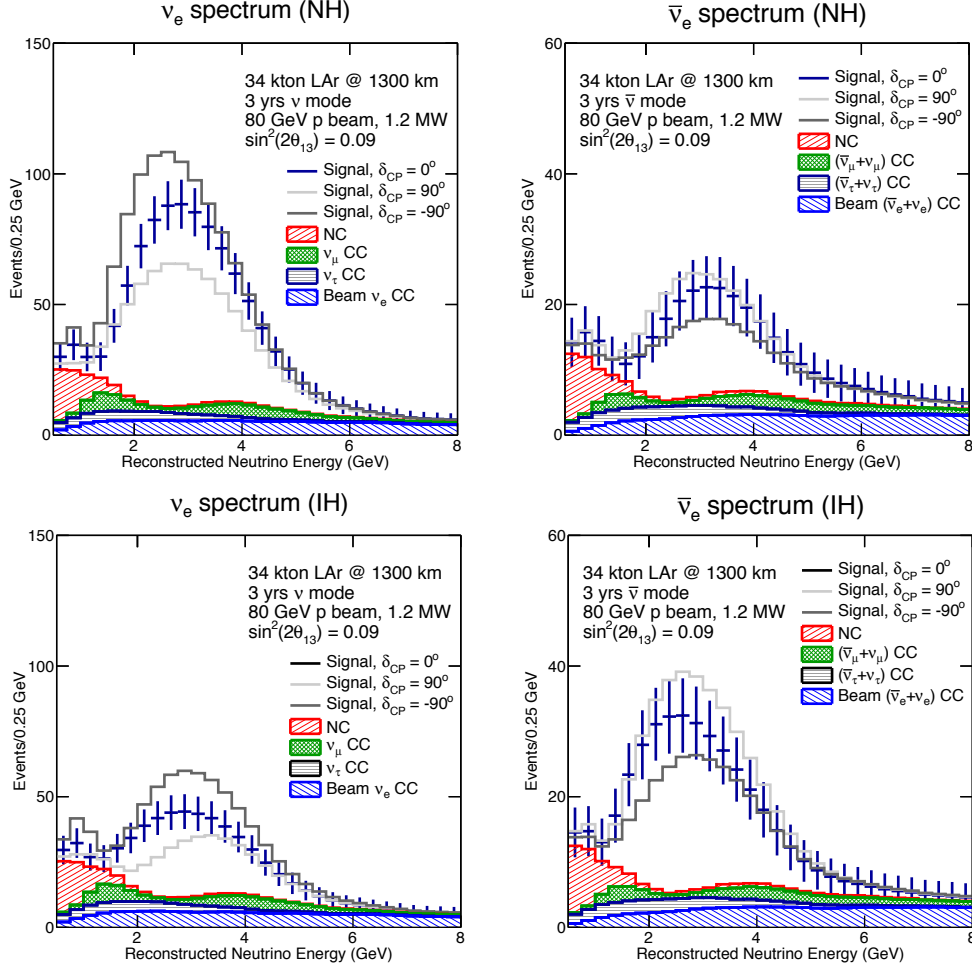 νe spectrum (NH)
150
100
50
0
Events/0.25 GeV
34 kton LAr @ 1300 km
3 yrs ν mode
80 GeV p beam, 1.2 MW
sin²(2θ13) = 0.09
Signal, δCP = 0°
Signal, δCP = 90°
Signal, δCP = -90°
NC
νμ CC
ντ CC
Beam νe CC
2 4 6 8
Reconstructed Neutrino Energy (GeV)
ν̅e spectrum (NH)
60
40
20
0
Events/0.25 GeV
34 kton LAr @ 1300 km
3 yrs ν̅ mode
80 GeV p beam, 1.2 MW
sin²(2θ13) = 0.09
Signal, δCP = 0°
Signal, δCP = 90°
Signal, δCP = -90°
NC
(ν̅μ+νμ) CC
(ν̅τ+ντ) CC
Beam (ν̅e+νe) CC
2 4 6 8
Reconstructed Neutrino Energy (GeV)
νe spectrum (IH)
150
100
50
0
Events/0.25 GeV
34 kton LAr @ 1300 km
3 yrs ν mode
80 GeV p beam, 1.2 MW
sin²(2θ13) = 0.09
Signal, δCP = 0°
Signal, δCP = 90°
Signal, δCP = -90°
NC
νμ CC
ντ CC
Beam νe CC
2 4 6 8
Reconstructed Neutrino Energy (GeV)
ν̅e spectrum (IH)
60
40
20
0
Events/0.25 GeV
34 kton LAr @ 1300 km
3 yrs ν̅ mode
80 GeV p beam, 1.2 MW
sin²(2θ13) = 0.09
Signal, δCP = 0°
Signal, δCP = 90°
Signal, δCP = -90°
NC
(ν̅μ+νμ) CC
(ν̅τ+ντ) CC
Beam (ν̅e+νe) CC
2 4 6 8
Reconstructed Neutrino Energy (GeV)